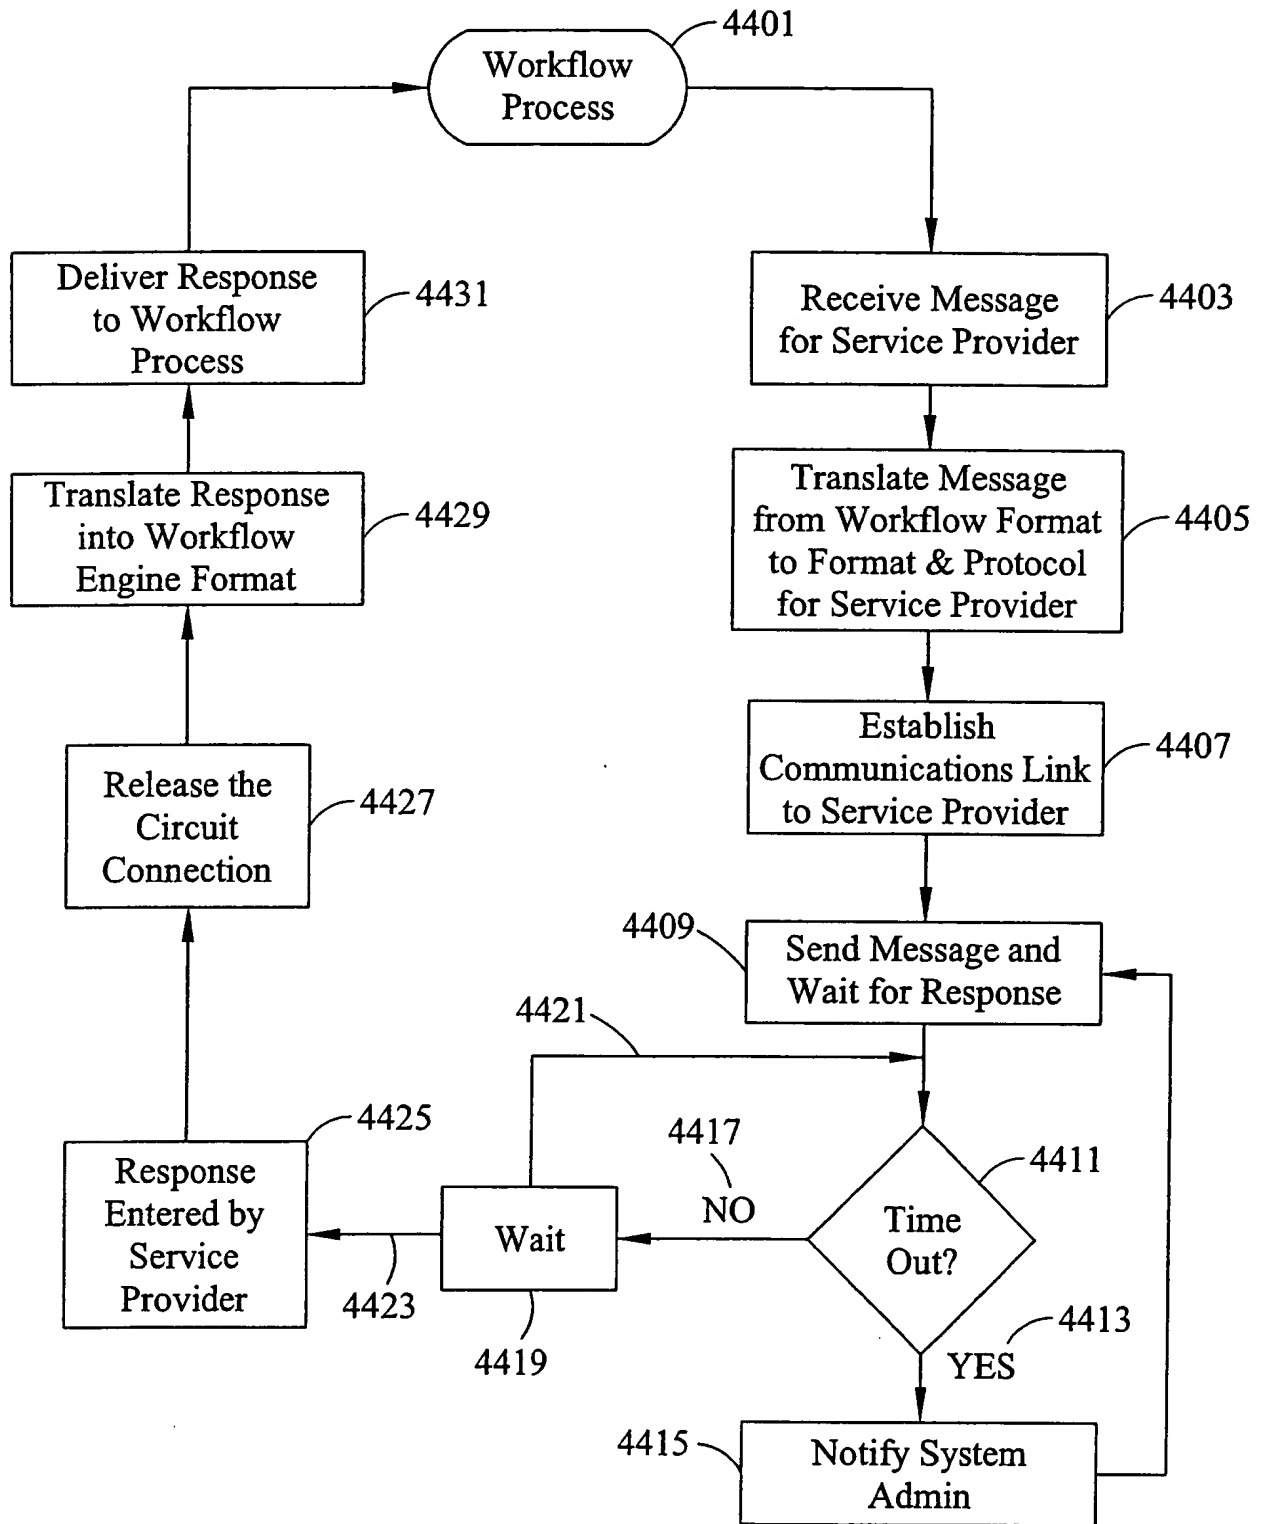 4401
Workflow
Process
Deliver Response
to Workflow
Process
4431
Receive Message
for Service Provider
4403
Translate Response
into Workflow
Engine Format
4429
Translate Message
from Workflow Format
to Format & Protocol
for Service Provider
4405
Establish
Communications Link
to Service Provider
4407
Release the
Circuit
Connection
4427
4409
Send Message and
Wait for Response
4421
4425
Response
Entered by
Service
Provider
4423
Wait
4419
4417
NO
4411
Time
Out?
4413
YES
4415
Notify System
Admin